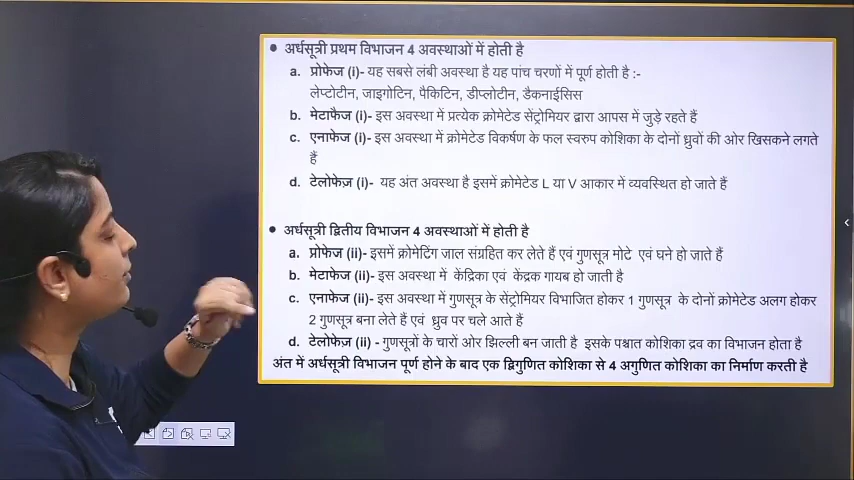 • अर्धसूत्री प्रथम विभाजन 4 अवस्थाओं में होती है
a. प्रोफेज (i)- यह सबसे लंबी अवस्था है यह पांच चरणों में पूर्ण होती है :-
लेप्टोटीन, जाइगोटिन, पैकिटिन, डीप्लोटीन, डैकनाईसिस
b. मेटाफैज (i)- इस अवस्था में प्रत्येक क्रोमेटेड सेंट्रोमियर द्वारा आपस में जुड़े रहते हैं
c. एनाफैज (i)- इस अवस्था में क्रोमेटेड विकर्षण के फल स्वरुप कोशिका के दोनों ध्रुवों की ओर खिसकने लगते
हैं
d. टेलोफेज़ (i)- यह अंत अवस्था है इसमें क्रोमेटेड L या V आकार में व्यवस्थित हो जाते हैं
• अर्धसूत्री द्वितीय विभाजन 4 अवस्थाओं में होती है
a. प्रोफेज (ii)- इसमें क्रोमेटिंग जाल संग्रहित कर लेते हैं एवं गुणसूत्र मोटे एवं घने हो जाते हैं
b. मेटाफेज (ii)- इस अवस्था में केंद्रिका एवं केंद्रक गायब हो जाती है
c. एनाफेज (ii)- इस अवस्था में गुणसूत्र के सेंट्रोमियर विभाजित होकर 1 गुणसूत्र के दोनों क्रोमेटेड अलग होकर
2 गुणसूत्र बना लेते हैं एवं ध्रुव पर चले आते हैं
d. टेलोफेज़ (ii) - गुणसूत्रों के चारों ओर झिल्ली बन जाती है इसके पश्चात कोशिका द्रव का विभाजन होता है
अंत में अर्धसूत्री विभाजन पूर्ण होने के बाद एक द्विगुणित कोशिका से 4 अगुणित कोशिका का निर्माण करती है